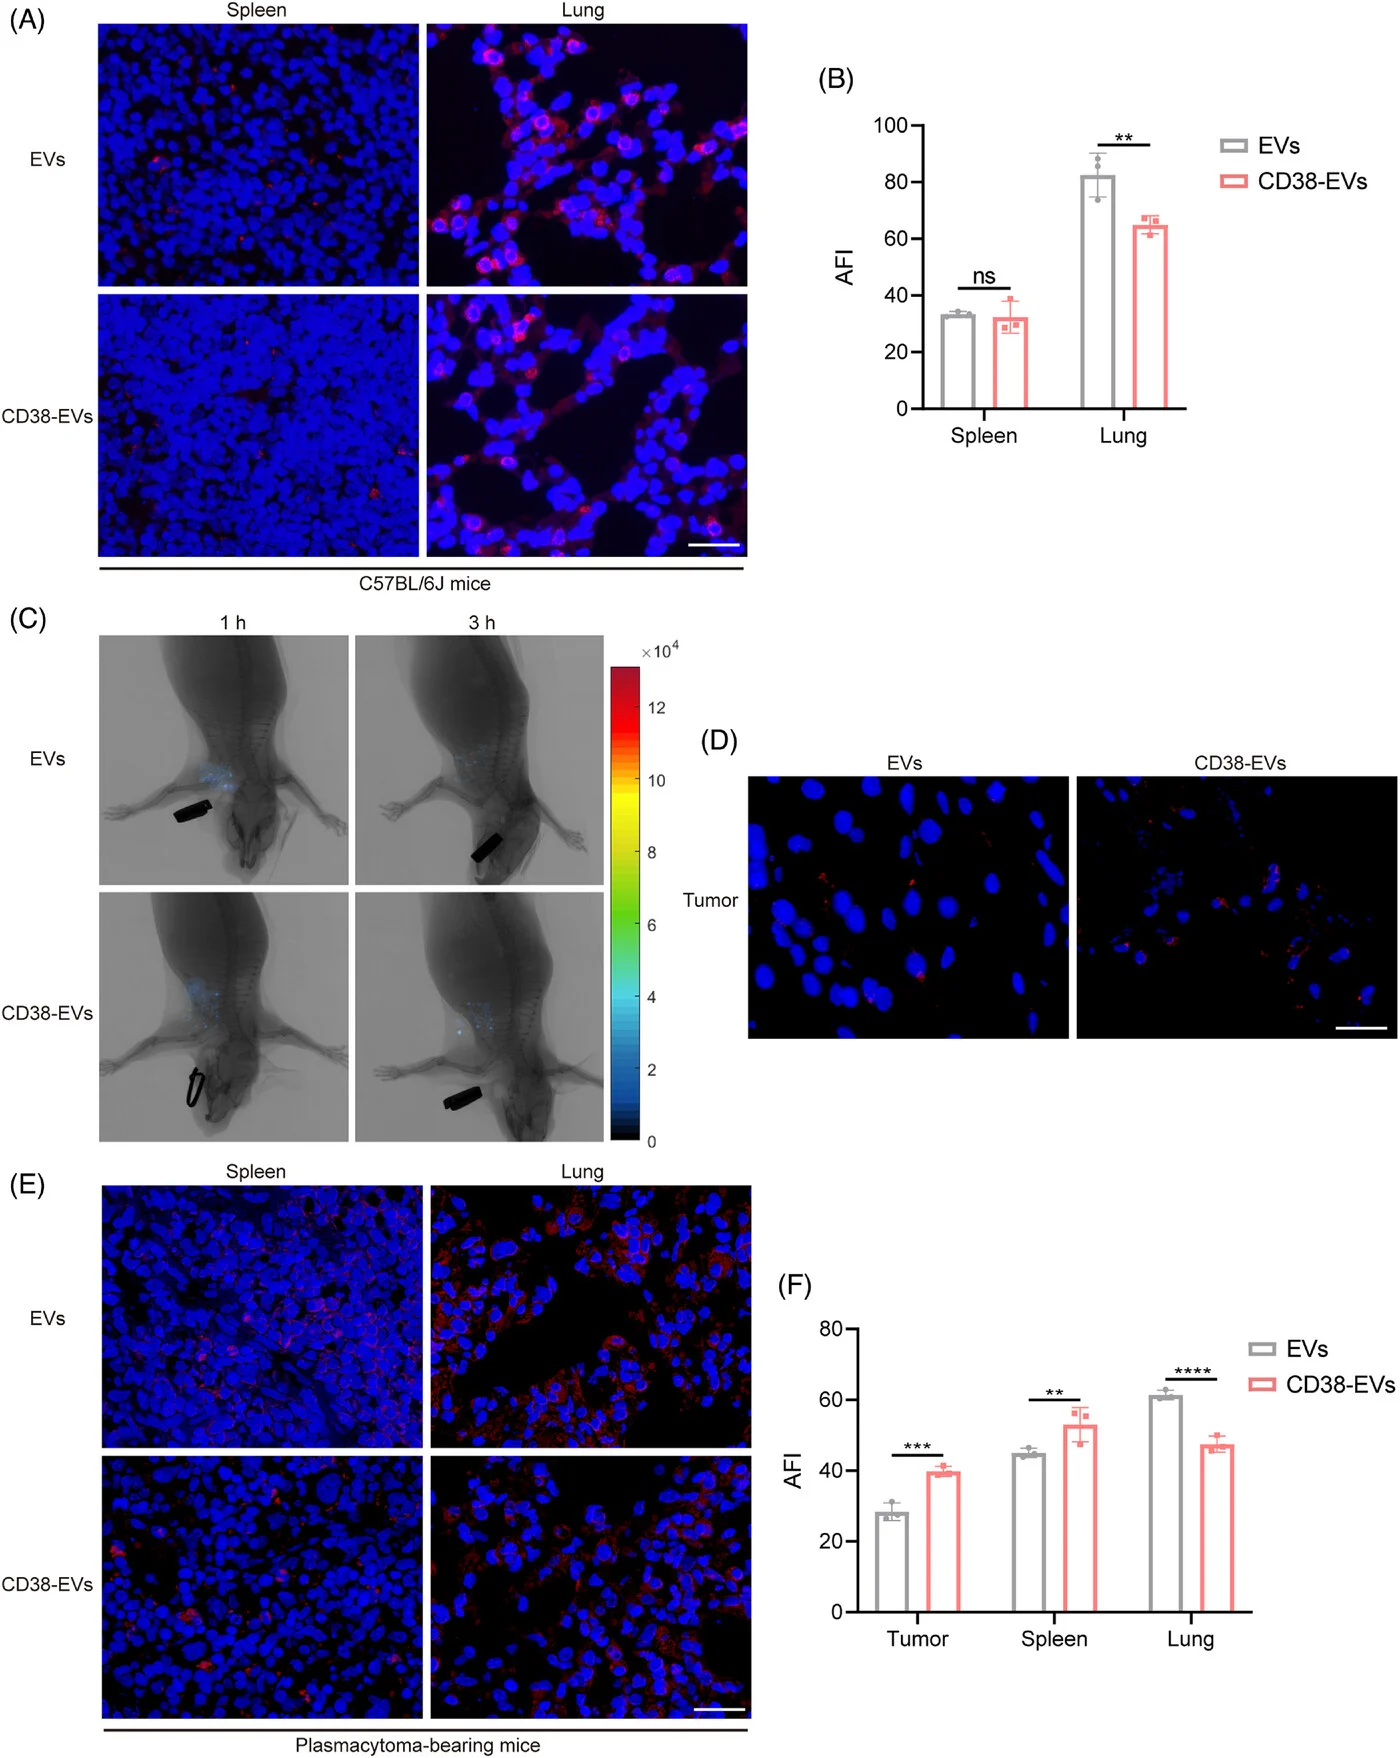 (A)
Spleen
Lung
EVs
CD38-EVs
C57BL/6J mice
(B)
100
80
60
40
20
0
AFI
ns
**
Spleen
Lung
EVs
CD38-EVs
(C)
1 h
3 h
EVs
CD38-EVs
×10⁴
12
10
8
6
4
2
0
(D)
EVs
CD38-EVs
Tumor
(E)
Spleen
Lung
EVs
CD38-EVs
Plasmacytoma-bearing mice
(F)
80
60
40
20
0
AFI
***
**
****
Tumor
Spleen
Lung
EVs
CD38-EVs